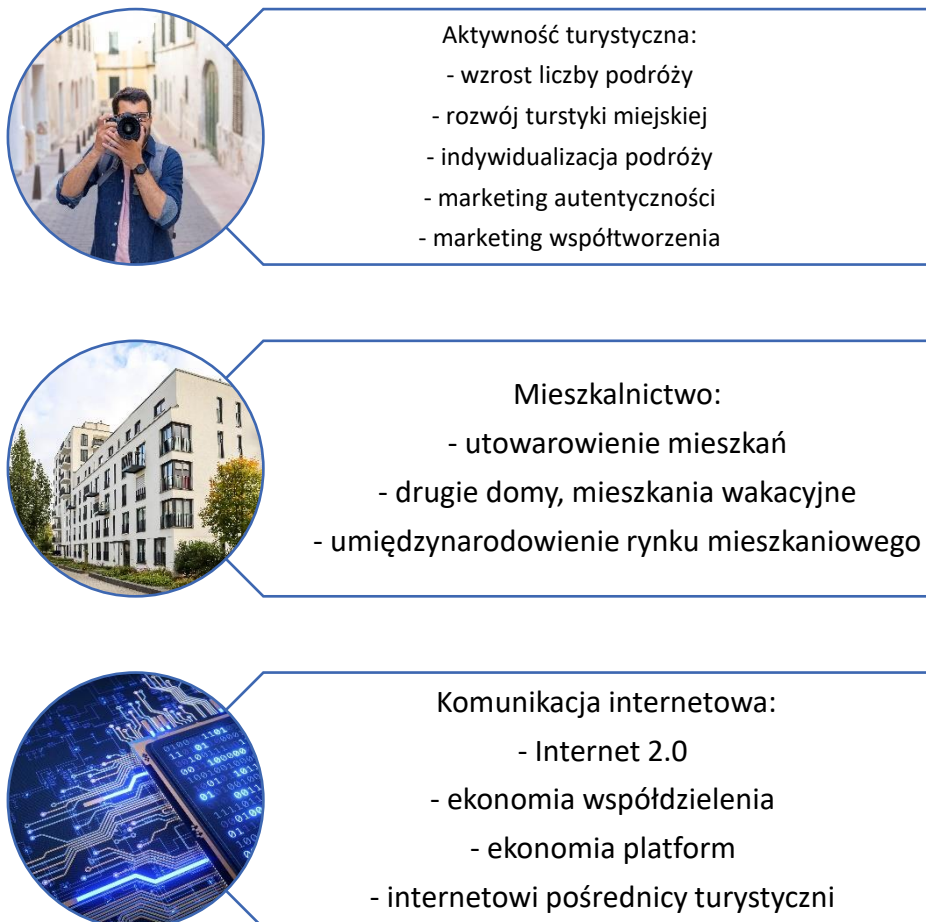 Aktywność turystyczna:
- wzrost liczby podróży
- rozwój turstyki miejskiej
- indywidualizacja podróży
- marketing autentyczności
- marketing współtworzenia
Mieszkalnictwo:
- utowarowienie mieszkań
- drugie domy, mieszkania wakacyjne
- umiędzynarodowienie rynku mieszkaniowego
Komunikacja internetowa:
- Internet 2.0
- ekonomia współdzielenia
- ekonomia platform
- internetowi pośrednicy turystyczni